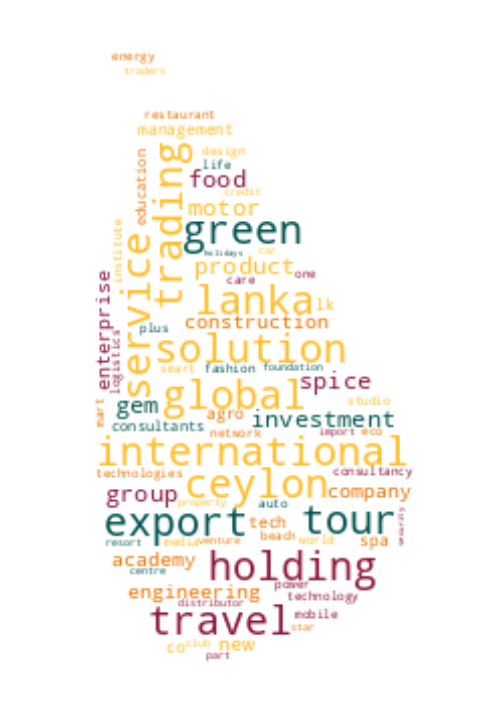 energy
traders
restaurant
management
design
education
life
food
credit
trading
motor
green
institute
holidays
car
service
product
one
care
enterprise
lanka
lk
construction
plus
solution
logistics
smart
fashion
foundation
spice
global
mart
gem
agro
studio
investment
consultants
network
import
eco
international
technologies
consultancy
ceylon
group
company
property
auto
export
tour
security
tech
beach
resort
media
venture
world
spa
academy
holding
centre
power
engineering
technology
distributor
travel
mobile
star
co
club
new
part